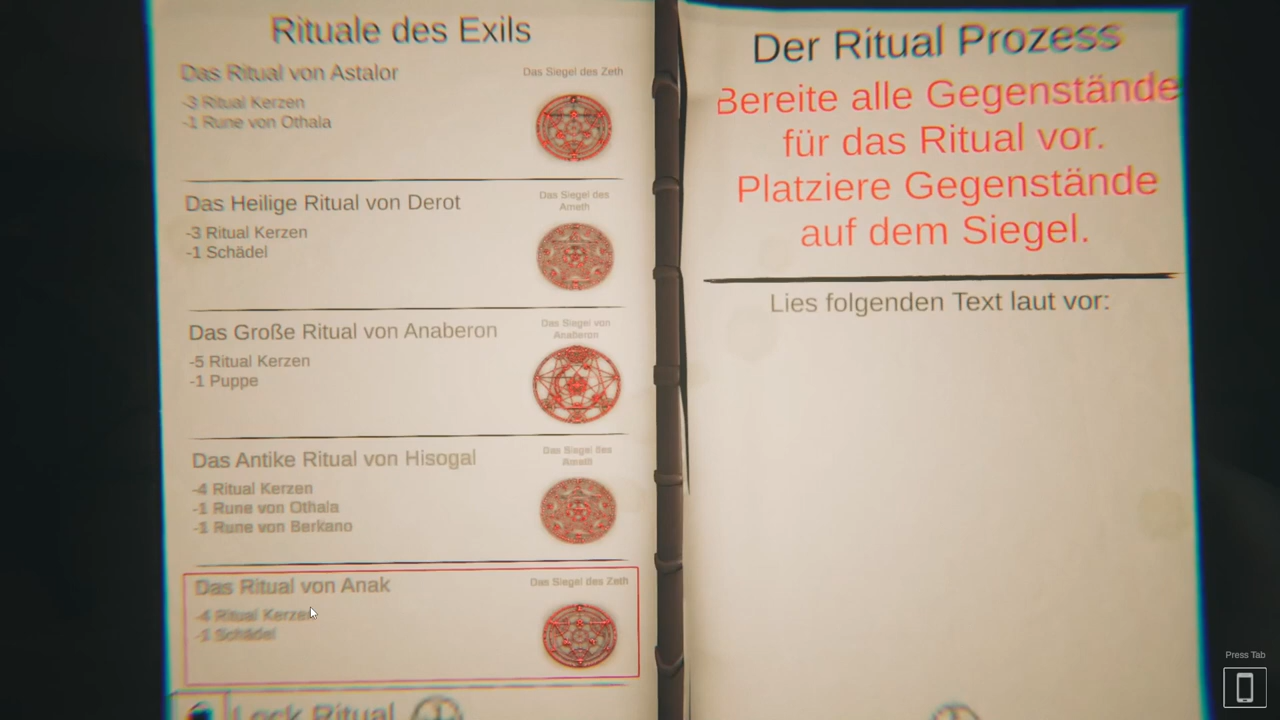 Rituale des Exils
Das Ritual von Astalor
Das Siegel des Zeth
-3 Ritual Kerzen
-1 Rune von Othala
Das Heilige Ritual von Derot
Das Siegel des
Ameth
-3 Ritual Kerzen
-1 Schädel
Das Große Ritual von Anaberon
Das Siegel von
Anaberon
-5 Ritual Kerzen
-1 Puppe
Das Antike Ritual von Hisogal
Das Siegel des
Ameth
-4 Ritual Kerzen
-1 Rune von Othala
-1 Rune von Berkano
Das Ritual von Anak
Das Siegel des Zeth
-4 Ritual Kerzen
-1 Schädel
Lock Ritual
Der Ritual Prozess
Bereite alle Gegenstände
für das Ritual vor.
Platziere Gegenstände
auf dem Siegel.
Lies folgenden Text laut vor:
Press Tab